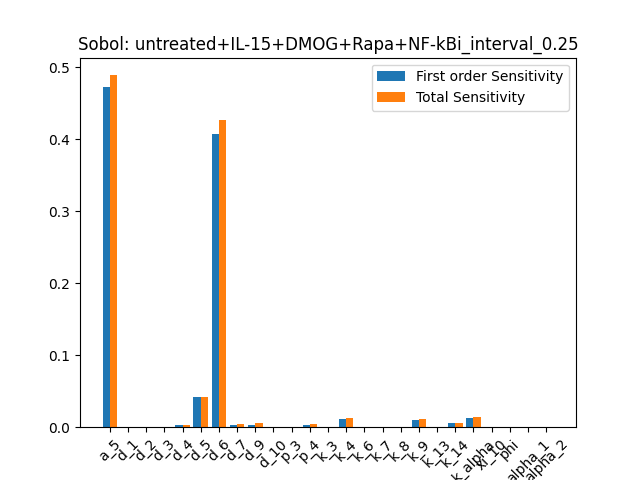 Sobol: untreated+IL-15+DMOG+Rapa+NF-kBi_interval_0.25
First order Sensitivity
Total Sensitivity
0.5
0.4
0.3
0.2
0.1
0.0
a_5
d_1
d_2
d_3
d_4
d_5
d_6
d_7
d_9
d_10
p_3
p_4
k_3
k_4
k_6
k_7
k_8
k_9
k_13
k_14
k_alpha
xi_10
phi
alpha_1
alpha_2